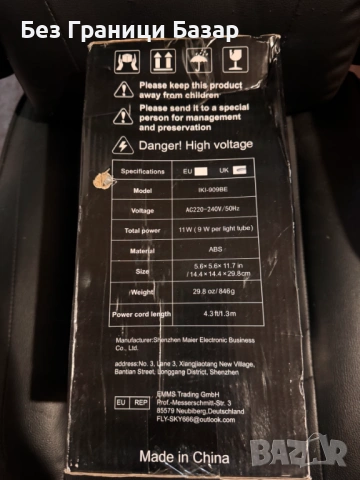 Без Граници Базар
Please keep this product
away from children
Please send it to a special
person for management
and preservation
Danger! High voltage
Specifications EU UK
Model IKI-909BE
Voltage AC220-240V/50Hz
Total power 11W ( 9 W per light tube)
Material ABS
Size 5.6×5.6×11.7 in
/14.4×14.4×29.8cm
Weight 29.8 oz/846g
Power cord length 4.3 ft/1.3m
Manufacturer:Shenzhen Maier Electronic Business
Co., Ltd.
address:No. 3, Lane 3, Xiangjiaotang New Village,
Bantian Street, Longgang District, Shenzhen
EU REP
EMMS-Trading GmbH
Prof.-Messerschmitt-Str. 3
85579 Neubiberg,Deutschland
FLY-SKY666@outlook.com
Made in China
bazar